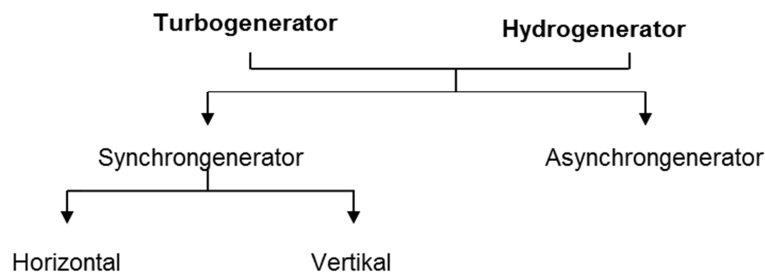 Turbogenerator Hydrogenerator
Synchrongenerator Asynchrongenerator
Horizontal Vertikal